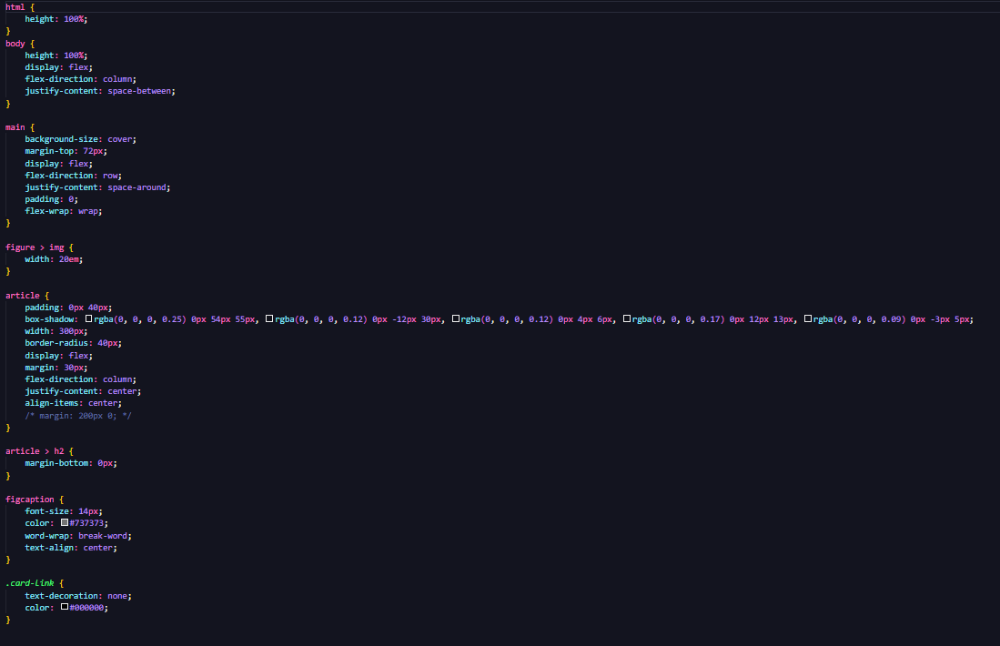 html {
    height: 100%;
}
body {
    height: 100%;
    display: flex;
    flex-direction: column;
    justify-content: space-between;
}

main {
    background-size: cover;
    margin-top: 72px;
    display: flex;
    flex-direction: row;
    justify-content: space-around;
    padding: 0;
    flex-wrap: wrap;
}

figure > img {
    width: 20em;
}

article {
    padding: 0px 40px;
    box-shadow: rgba(0, 0, 0, 0.25) 0px 54px 55px, rgba(0, 0, 0, 0.12) 0px -12px 30px, rgba(0, 0, 0, 0.12) 0px 4px 6px, rgba(0, 0, 0, 0.17) 0px 12px 13px, rgba(0, 0, 0, 0.09) 0px -3px 5px;
    width: 300px;
    border-radius: 40px;
    display: flex;
    margin: 30px;
    flex-direction: column;
    justify-content: center;
    align-items: center;
    /* margin: 200px 0; */
}

article > h2 {
    margin-bottom: 0px;
}

figcaption {
    font-size: 14px;
    color: #737373;
    word-wrap: break-word;
    text-align: center;
}

.card-link {
    text-decoration: none;
    color: #000000;
}